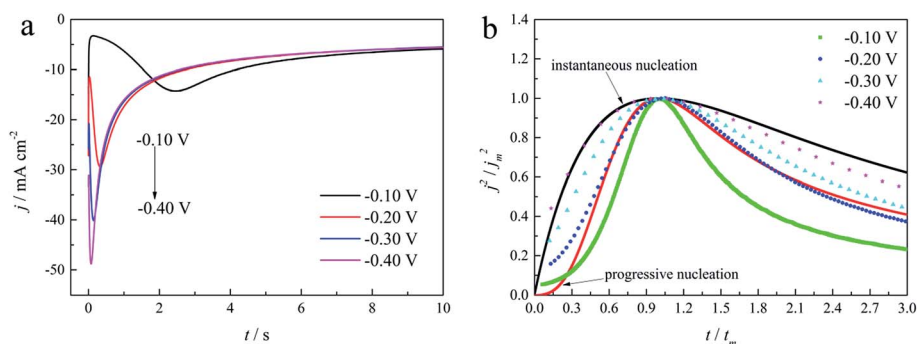 a
0
-10
-20
-30
-40
-50
j / mA cm⁻²
-0.10 V
-0.40 V
-0.10 V
-0.20 V
-0.30 V
-0.40 V
0 2 4 6 8 10
t / s
b
1.4
1.2
1.0
0.8
0.6
0.4
0.2
0.0
j² / jₘ²
instantaneous nucleation
progressive nucleation
-0.10 V
-0.20 V
-0.30 V
-0.40 V
0.0 0.3 0.6 0.9 1.2 1.5 1.8 2.1 2.4 2.7 3.0
t / tₘ